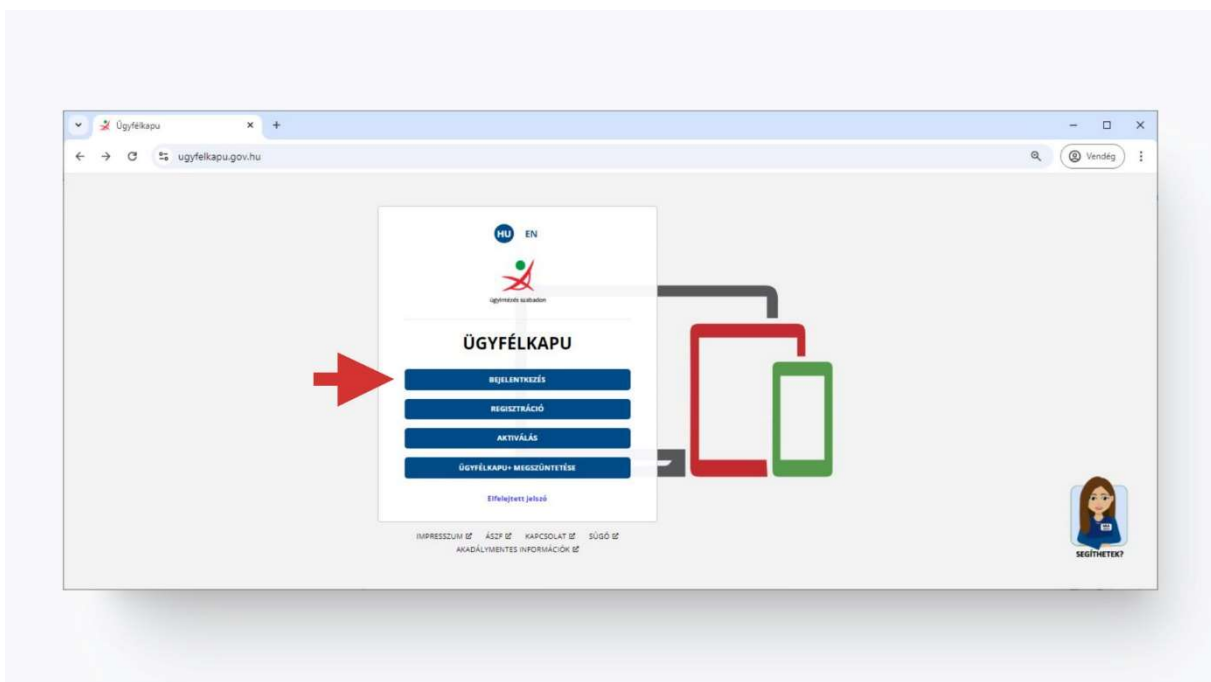 Ügyfélkapu
ugyfelkapu.gov.hu
Vendég
HU EN
ügyintézés szabadon
ÜGYFÉLKAPU
BEJELENTKEZÉS
REGISZTRÁCIÓ
AKTIVÁLÁS
ÜGYFÉLKAPU+ MEGSZÜNTETÉSE
Elfelejtett jelszó
IMPRESSZUM ÁSZF KAPCSOLAT SÚGÓ
AKADÁLYMENTES INFORMÁCIÓK
SEGÍTHETEK?